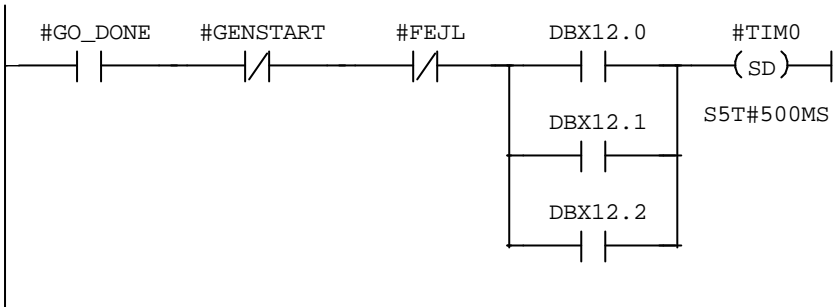 #GO_DONE #GENSTART #FEJL DBX12.0 #TIM0
SD
DBX12.1 S5T#500MS
DBX12.2